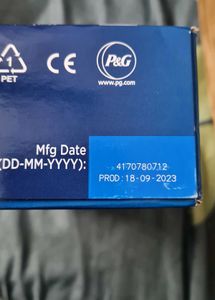 1
PET
CE
P&G
www.pg.com
Mfg Date
(DD-MM-YYYY):
4170780712
PROD: 18-09-2023